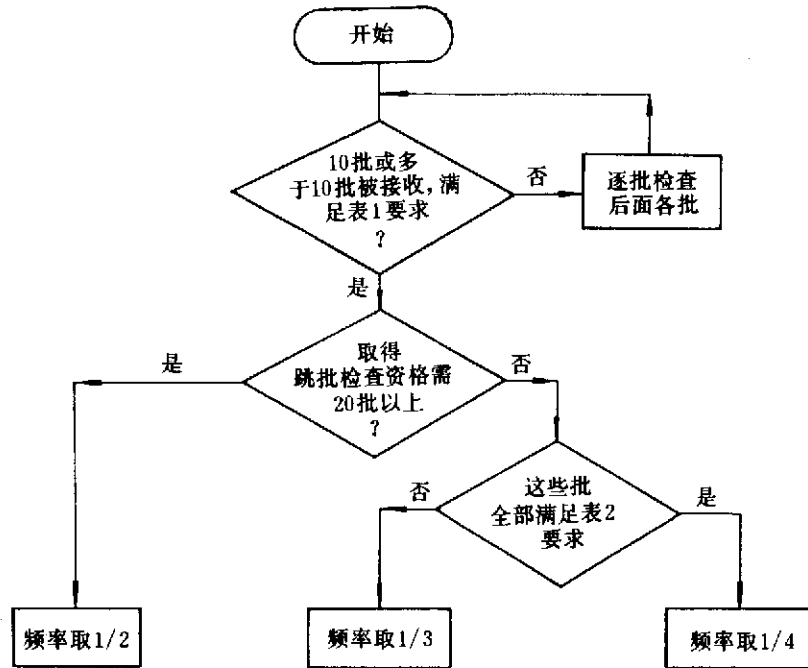 开始
10批或多
于10批被接收,满
足表1要求
?
否
逐批检查
后面各批
是
取得
跳批检查资格需
20批以上
?
是
否
这些批
全部满足表2
要求
否
是
频率取1/2
频率取1/3
频率取1/4